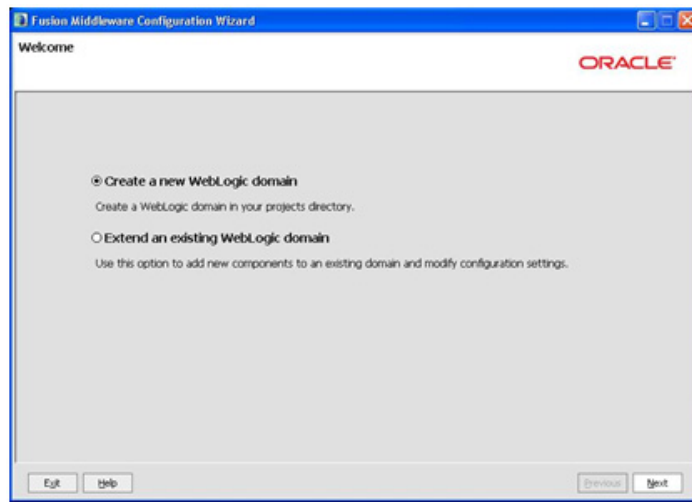 Fusion Middleware Configuration Wizard
Welcome
ORACLE
Create a new WebLogic domain
Create a WebLogic domain in your projects directory.
Extend an existing WebLogic domain
Use this option to add new components to an existing domain and modify configuration settings.
Exit Help Previous Next